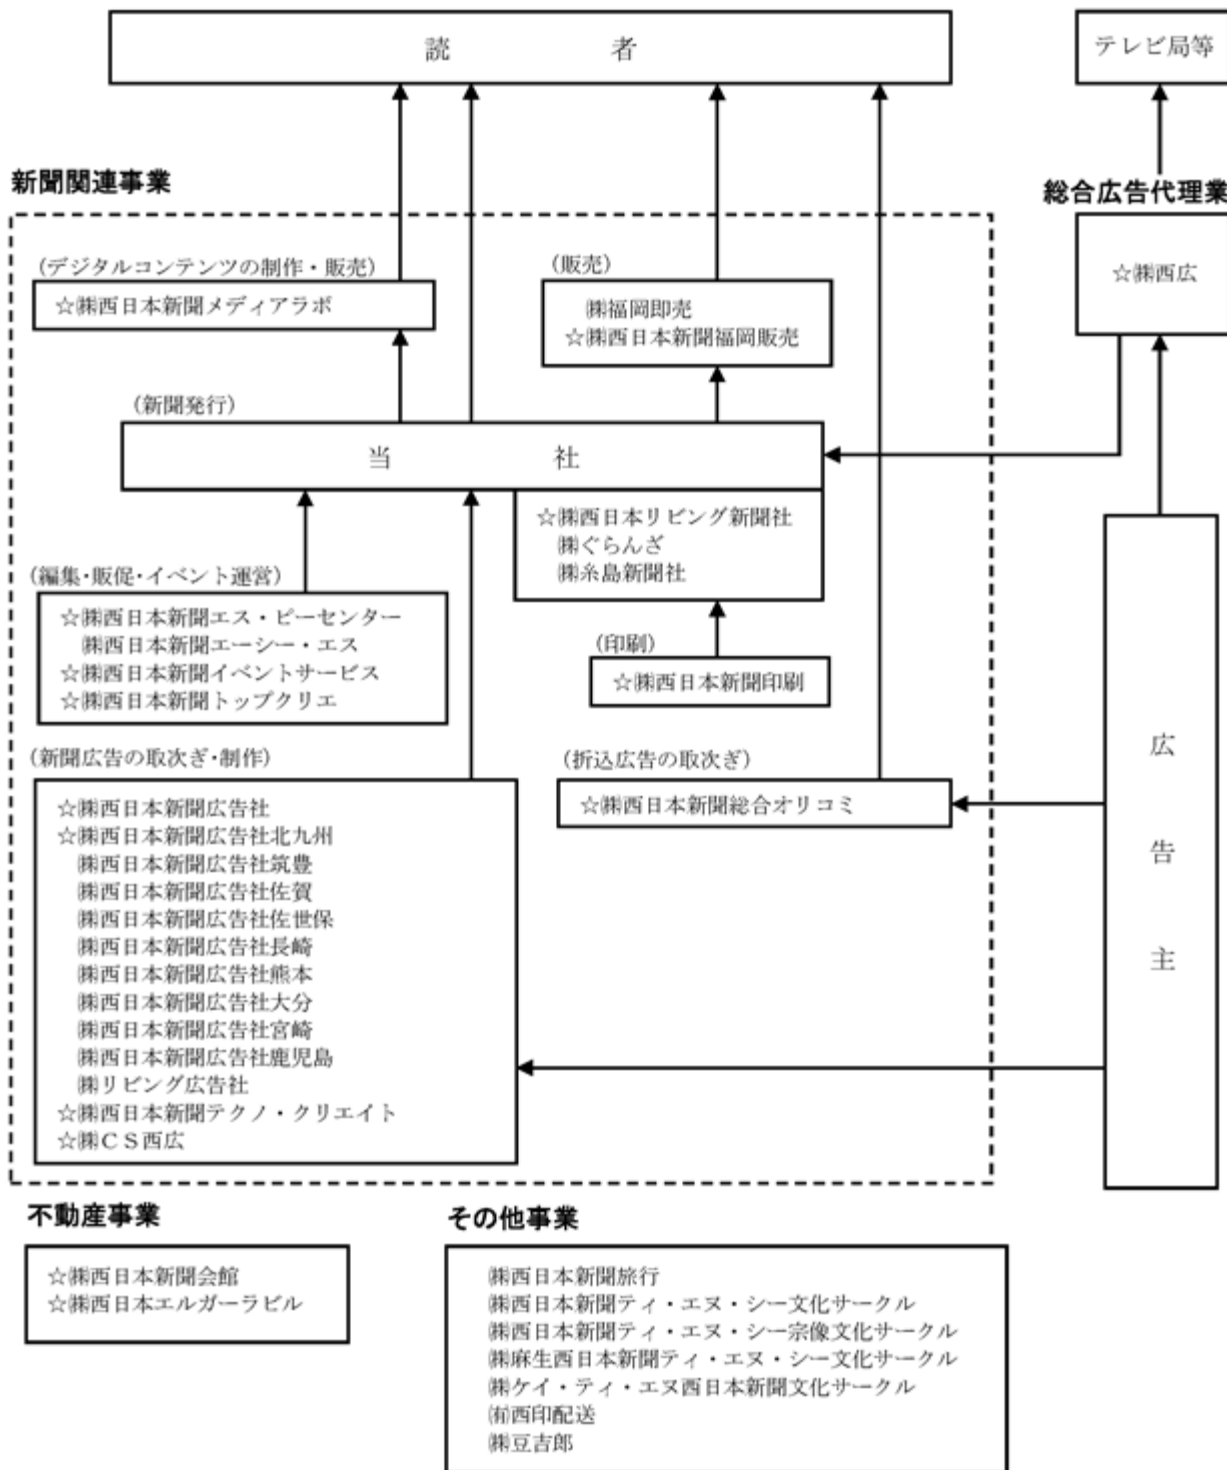 読者
テレビ局等
新聞関連事業
総合広告代理業
(デジタルコンテンツの制作・販売)
☆㈱西日本新聞メディアラボ
(販売)
㈱福岡即売
☆㈱西日本新聞福岡販売
☆㈱西広
(新聞発行)
当社
☆㈱西日本リビング新聞社
㈱ぐらんざ
㈱糸島新聞社
(編集・販促・イベント運営)
☆㈱西日本新聞エス・ピーセンター
㈱西日本新聞エーシー・エス
☆㈱西日本新聞イベントサービス
☆㈱西日本新聞トップクリエ
(印刷)
☆㈱西日本新聞印刷
(新聞広告の取次ぎ・制作)
☆㈱西日本新聞広告社
☆㈱西日本新聞広告社北九州
㈱西日本新聞広告社筑豊
㈱西日本新聞広告社佐賀
㈱西日本新聞広告社佐世保
㈱西日本新聞広告社長崎
㈱西日本新聞広告社熊本
㈱西日本新聞広告社大分
㈱西日本新聞広告社宮崎
㈱西日本新聞広告社鹿児島
㈱リビング広告社
☆㈱西日本新聞テクノ・クリエイト
☆㈱CS西広
(折込広告の取次ぎ)
☆㈱西日本新聞総合オリコミ
広告主
不動産事業
☆㈱西日本新聞会館
☆㈱西日本エルガーラビル
その他事業
㈱西日本新聞旅行
㈱西日本新聞ティ・エヌ・シー文化サークル
㈱西日本新聞ティ・エヌ・シー宗像文化サークル
㈱麻生西日本新聞ティ・エヌ・シー文化サークル
㈱ケイ・ティ・エヌ西日本新聞文化サークル
㈲西印配送
㈱豆吉郎